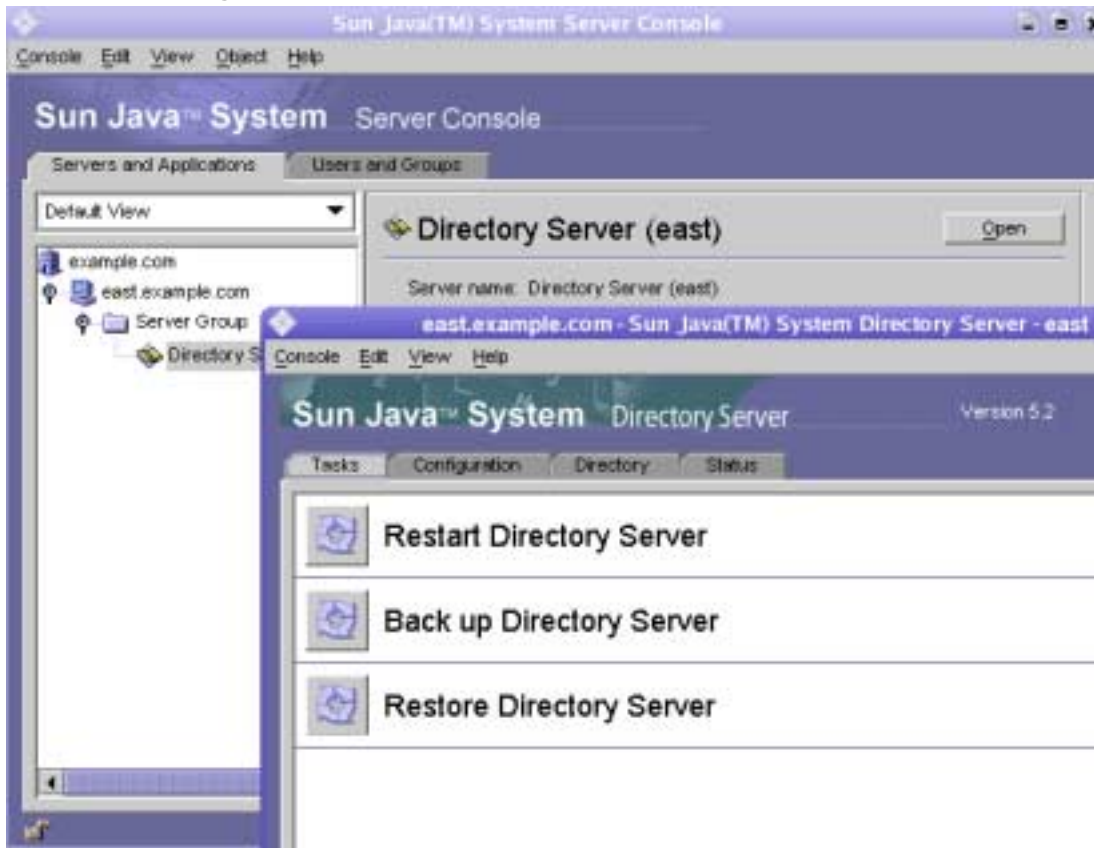 Sun Java(TM) System Server Console
Console Edit View Object Help
Sun Java™ System Server Console
Servers and Applications Users and Groups
Default View
Directory Server (east) Open
example.com
east.example.com
Server name: Directory Server (east)
Server Group
Directory S
east.example.com - Sun Java(TM) System Directory Server - east
Console Edit View Help
Sun Java™ System Directory Server Version 5.2
Tasks Configuration Directory Status
Restart Directory Server
Back up Directory Server
Restore Directory Server